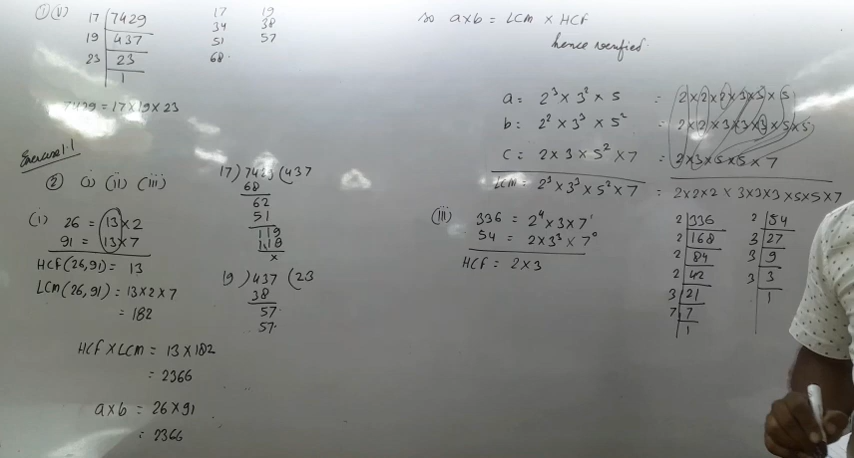 ① (v)
17 | 7429
19 | 437
23 | 23
1
17 19
34 38
51 57
68
7429 = 17 × 19 × 23
Exercise 1.1
② (i) (ii) (iii)
(i) 26 = 13 × 2
91 = 13 × 7
HCF (26, 91) = 13
LCM (26, 91) = 13 × 2 × 7
= 182
HCF × LCM = 13 × 182
= 2366
a × b = 26 × 91
= 2366
17 ) 7429 ( 437
68
62
51
119
119
x
19 ) 437 ( 23
38
57
57
so a × b = LCM × HCF
hence verified.
a = 2³ × 3² × 5 = 2 × 2 × 2 × 3 × 3 × 5
b = 2² × 3³ × 5² = 2 × 2 × 3 × 3 × 3 × 5 × 5
c = 2 × 3 × 5² × 7 = 2 × 3 × 5 × 5 × 7
LCM = 2³ × 3³ × 5² × 7 = 2 × 2 × 2 × 3 × 3 × 3 × 5 × 5 × 7
(iii) 336 = 2⁴ × 3 × 7¹
54 = 2 × 3³ × 7⁰
HCF = 2 × 3
2 | 336
2 | 168
2 | 84
2 | 42
3 | 21
7 | 7
1
2 | 54
3 | 27
3 | 9
3 | 3
1